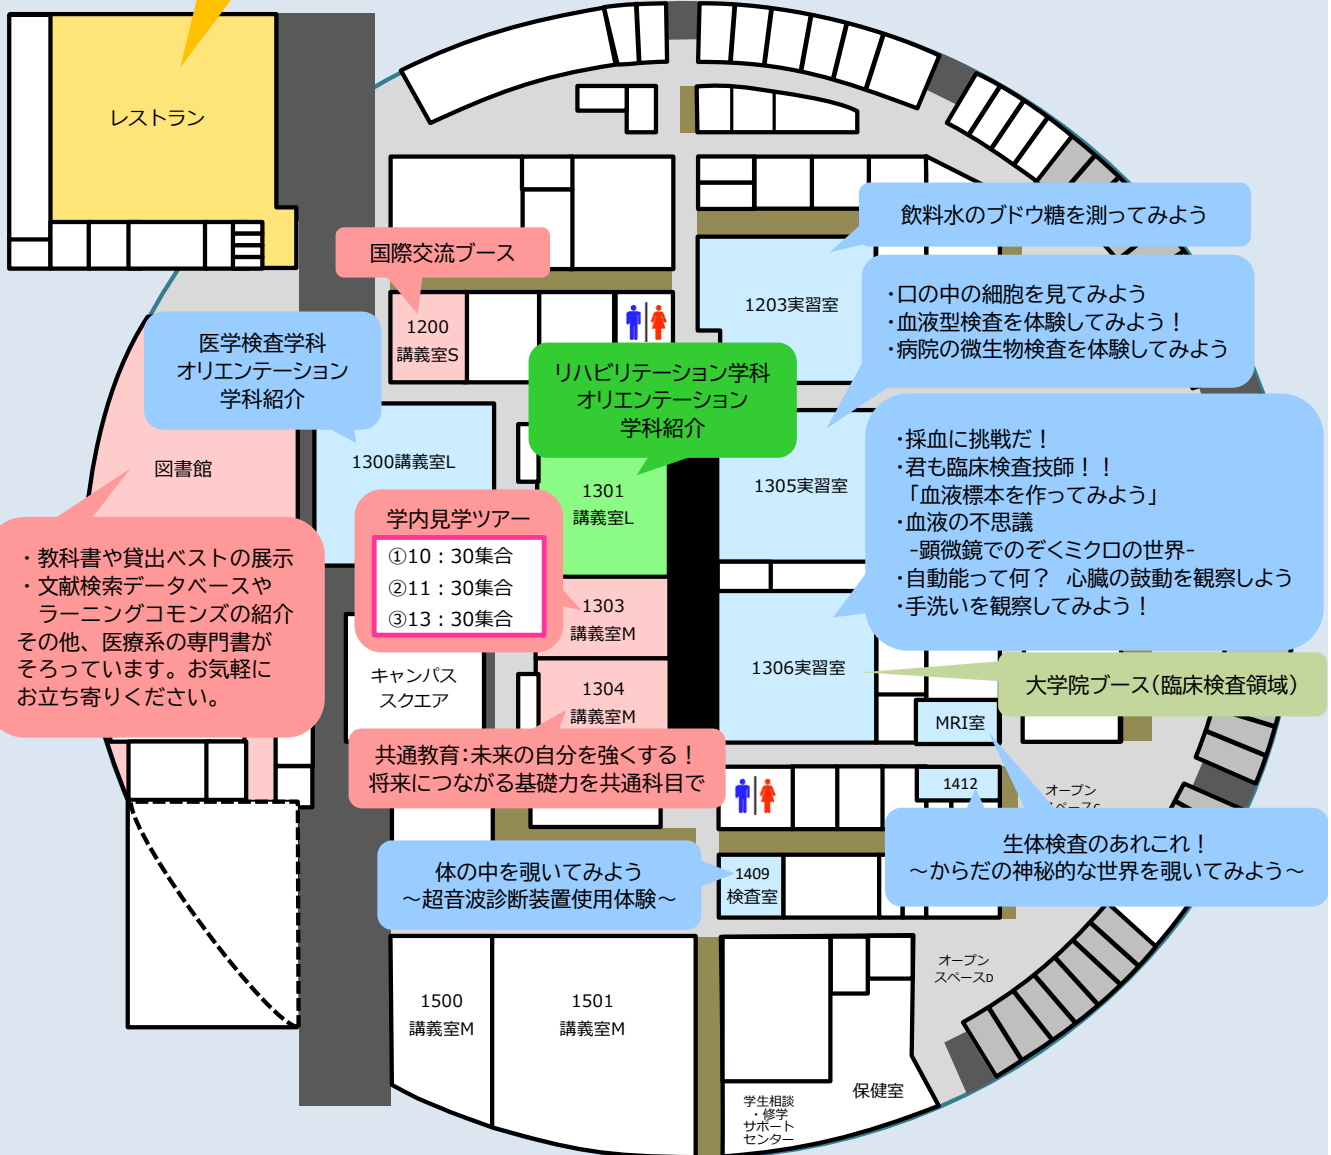 レストラン
飲料水のブドウ糖を測ってみよう
国際交流ブース
・口の中の細胞を見てみよう
・血液型検査を体験してみよう！
・病院の微生物検査を体験してみよう
1203実習室
1200
講義室S
医学検査学科
オリエンテーション
学科紹介
リハビリテーション学科
オリエンテーション
学科紹介
・採血に挑戦だ！
・君も臨床検査技師！！
「血液標本を作ってみよう」
・血液の不思議
-顕微鏡でのぞくミクロの世界-
・自動能って何？　心臓の鼓動を観察しよう
・手洗いを観察してみよう！
図書館
1300講義室L
1301
講義室L
1305実習室
学内見学ツアー
①10：30集合
②11：30集合
③13：30集合
・教科書や貸出ベストの展示
・文献検索データベースや
ラーニングコモンズの紹介
その他、医療系の専門書が
そろっています。お気軽に
お立ち寄りください。
1303
講義室M
キャンパス
スクエア
1304
講義室M
1306実習室
大学院ブース（臨床検査領域）
MRI室
共通教育：未来の自分を強くする！
将来につながる基礎力を共通科目で
1412
オープン
スペースC
生体検査のあれこれ！
～からだの神秘的な世界を覗いてみよう～
体の中を覗いてみよう
～超音波診断装置使用体験～
1409
検査室
オープン
スペースD
1500
講義室M
1501
講義室M
保健室
学生相談
・修学
サポート
センター